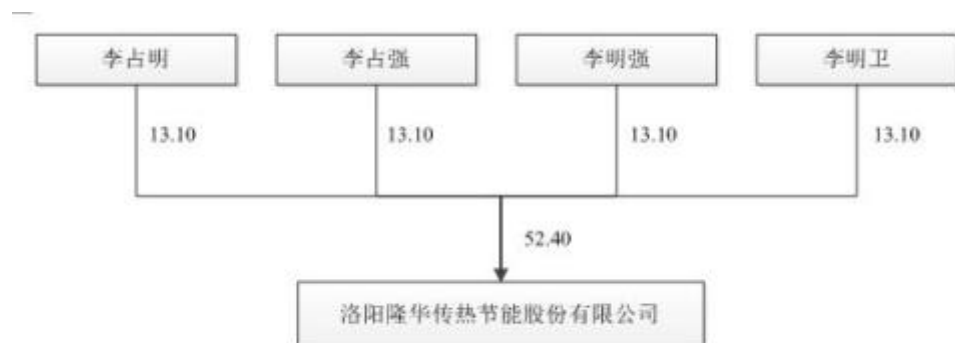 李占明 李占强 李明强 李明卫
13.10 13.10 13.10 13.10
52.40
洛阳隆华传热节能股份有限公司